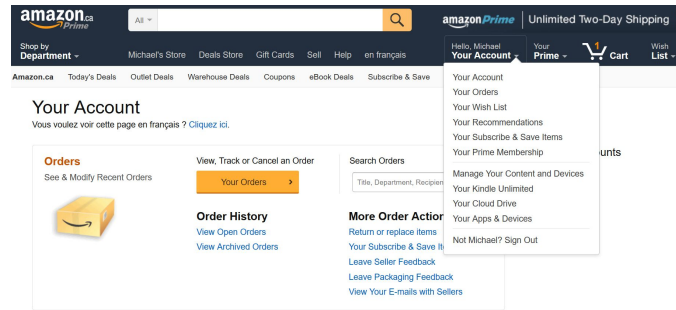 amazon.ca
Prime
All
amazonPrime | Unlimited Two-Day Shipping
Shop by
Department
Michael's Store
Deals Store
Gift Cards
Sell
Help
en français
Hello, Michael
Your Account
Your
Prime
1
Cart
Wish
List
Amazon.ca
Today's Deals
Outlet Deals
Warehouse Deals
Coupons
eBook Deals
Subscribe & Save
Your Account
Your Orders
Your Wish List
Your Recommendations
Your Subscribe & Save Items
Your Prime Membership
Manage Your Content and Devices
Your Kindle Unlimited
Your Cloud Drive
Your Apps & Devices
Not Michael? Sign Out
Your Account
Vous voulez voir cette page en français ? Cliquez ici.
Orders
See & Modify Recent Orders
View, Track or Cancel an Order
Your Orders
Search Orders
Title, Department, Recipien
Order History
View Open Orders
View Archived Orders
More Order Action
Return or replace items
Your Subscribe & Save It
Leave Seller Feedback
Leave Packaging Feedback
View Your E-mails with Sellers
unts